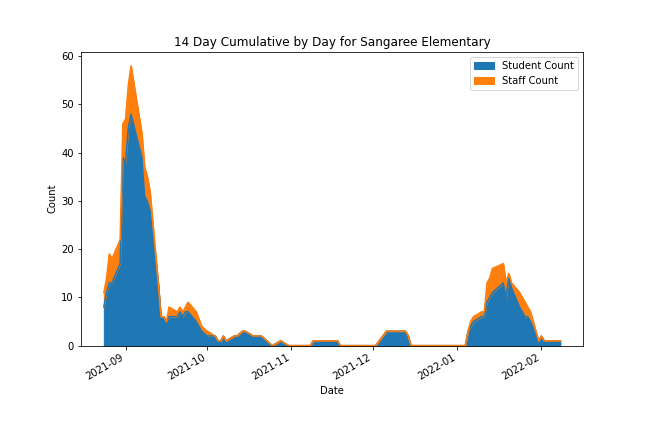 14 Day Cumulative by Day for Sangaree Elementary
Student Count
Staff Count
60
50
40
30
20
10
0
Count
2021-09
2021-10
2021-11
2021-12
2022-01
2022-02
Date